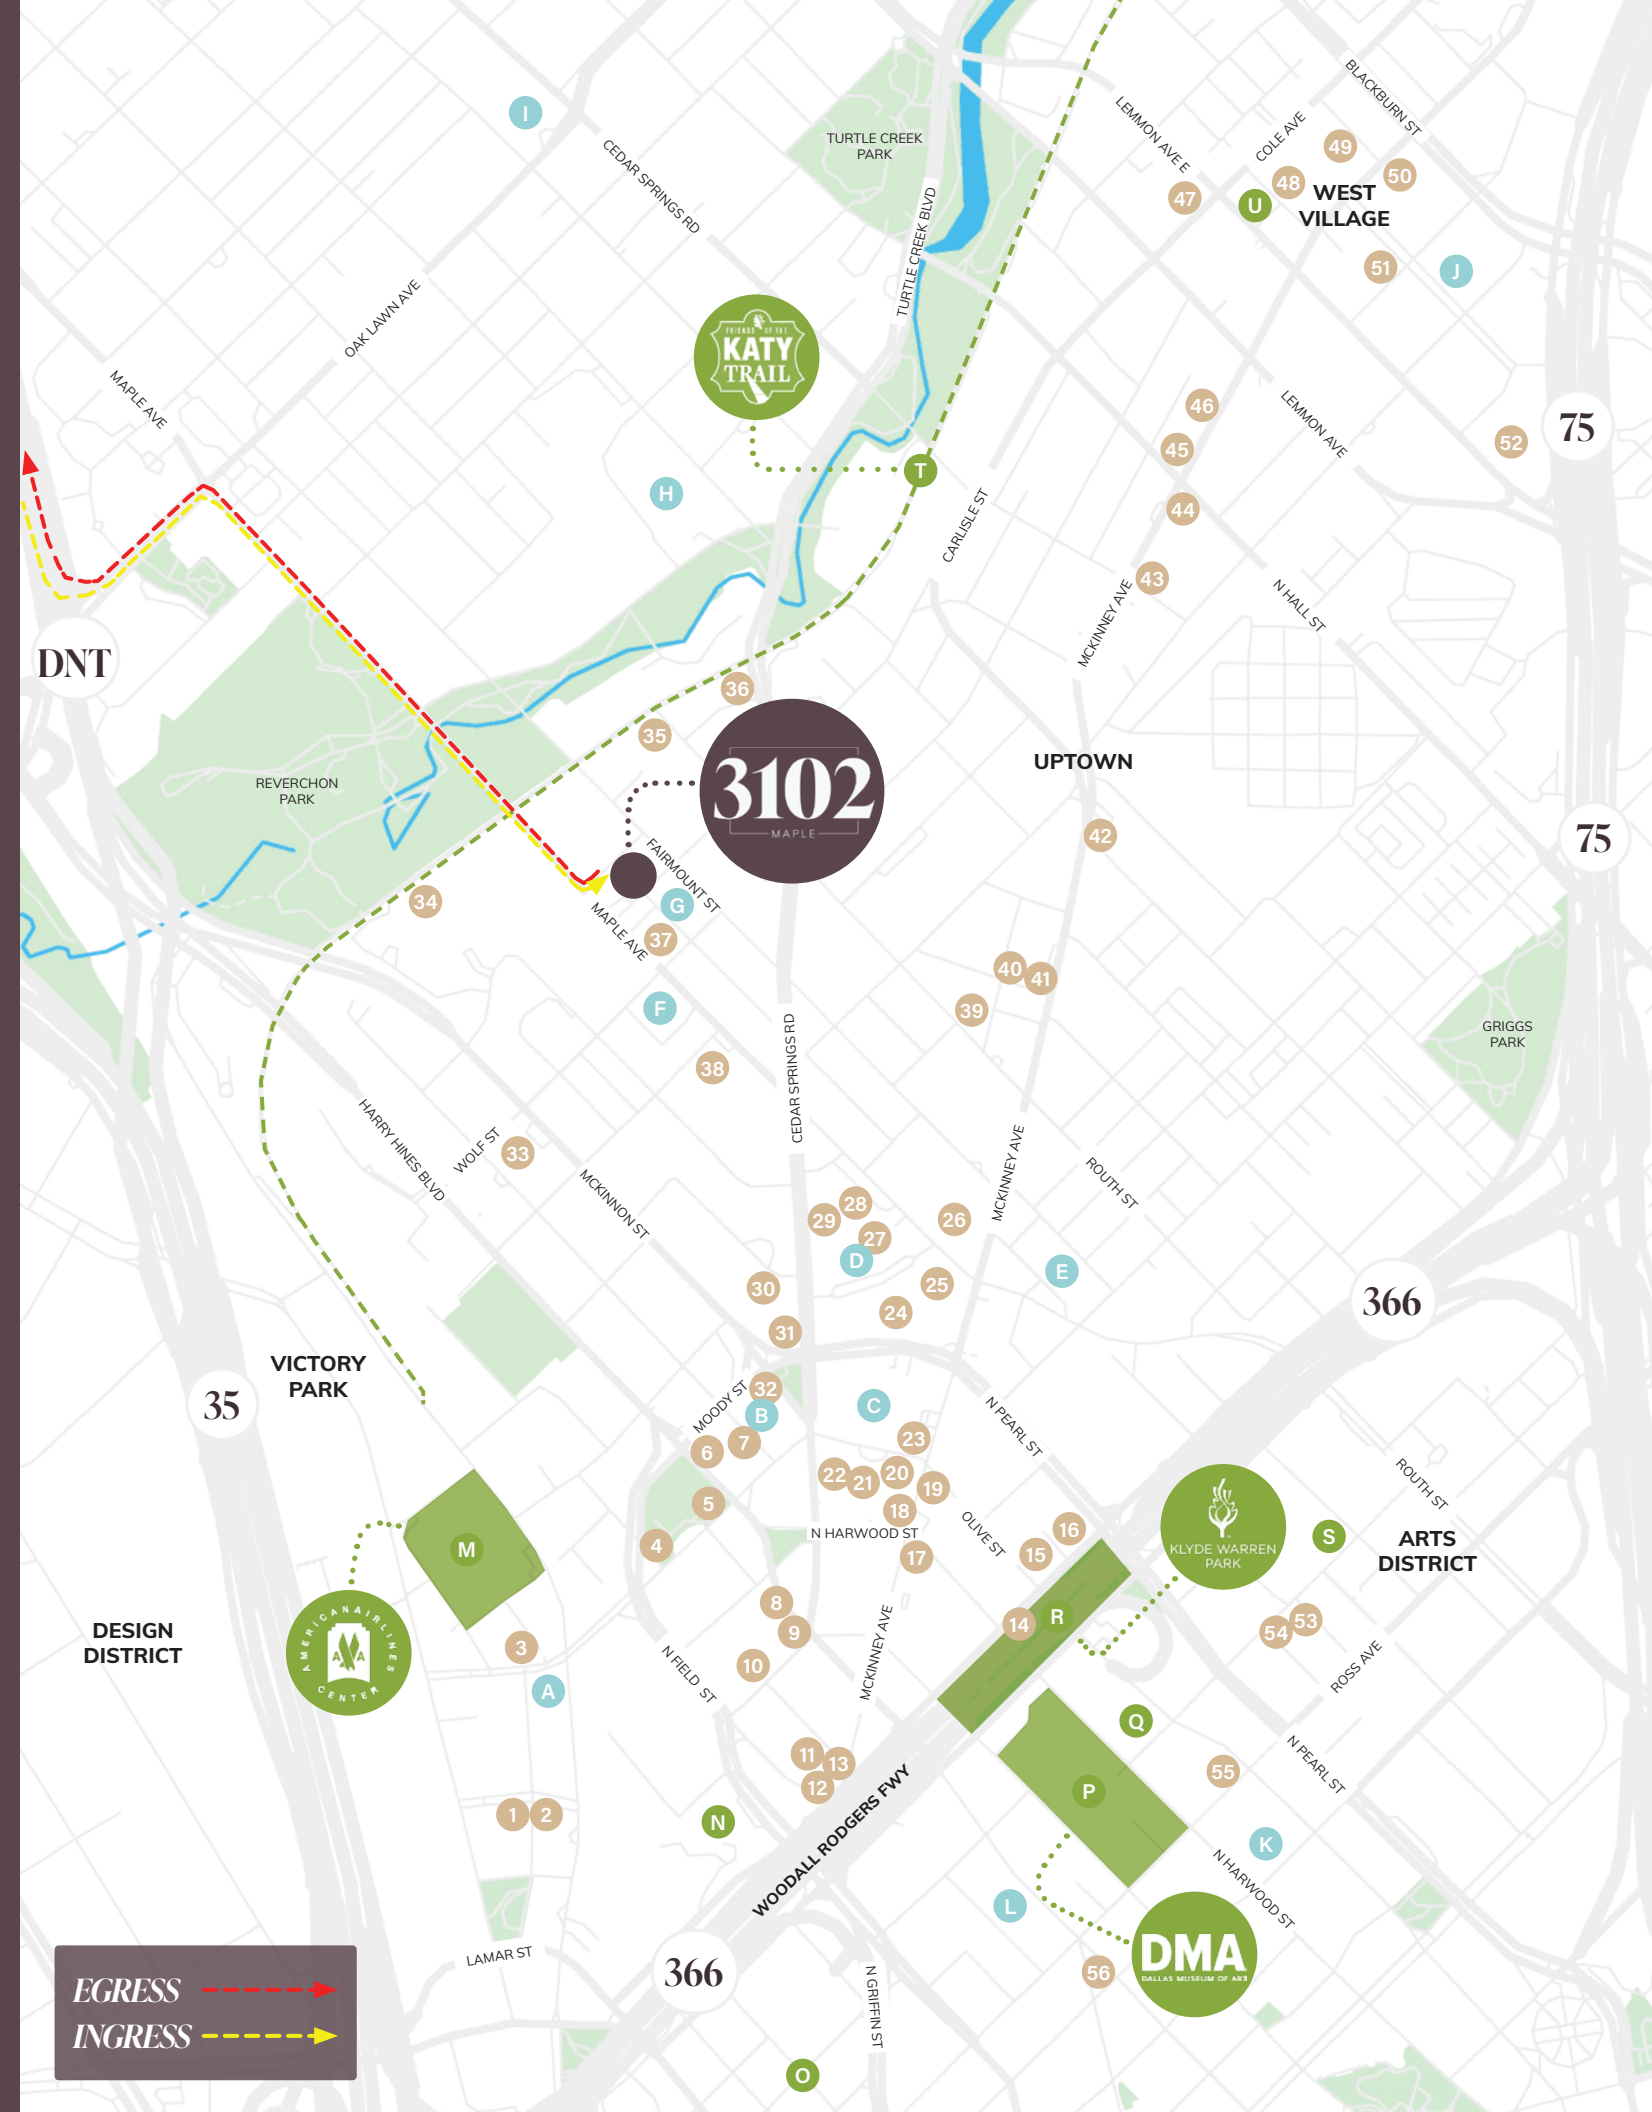 BLACKBURN ST
I
LEMMON AVE E
COLE AVE
TURTLE CREEK
PARK
49
CEDAR SPRINGS RD
50
48
WEST
VILLAGE
47
U
TURTLE CREEK BLVD
51
J
OAK LAWN AVE
FRIENDS OF THE
KATY
TRAIL
MAPLE AVE
46
LEMMON AVE
75
45
52
T
H
44
CARLISLE ST
43
N HALL ST
MCKINNEY AVE
DNT
36
35
3102
MAPLE
UPTOWN
REVERCHON
PARK
42
75
FAIRMOUNT ST
34
G
MAPLE AVE
37
40
41
F
39
GRIGGS
PARK
38
CEDAR SPRINGS RD
HARRY HINES BLVD
WOLF ST
33
MCKINNON ST
MCKINNEY AVE
ROUTH ST
28
29
26
27
D
E
30
25
24
366
31
VICTORY
PARK
35
MOODY ST
32
B
C
N PEARL ST
7
6
23
22
21
20
19
ROUTH ST
5
18
N HARWOOD ST
OLIVE ST
16
KLYDE WARREN
PARK
S
ARTS
DISTRICT
4
M
17
15
8
14
R
53
54
9
DESIGN
DISTRICT
AMERICAN AIRLINES
AA
CENTER
3
10
N FIELD ST
MCKINNEY AVE
ROSS AVE
A
Q
11
13
12
55
N PEARL ST
P
1
2
N
WOODALL RODGERS FWY
K
N HARWOOD ST
L
LAMAR ST
DMA
DALLAS MUSEUM OF ART
56
366
EGRESS
INGRESS
N GRIFFIN ST
O